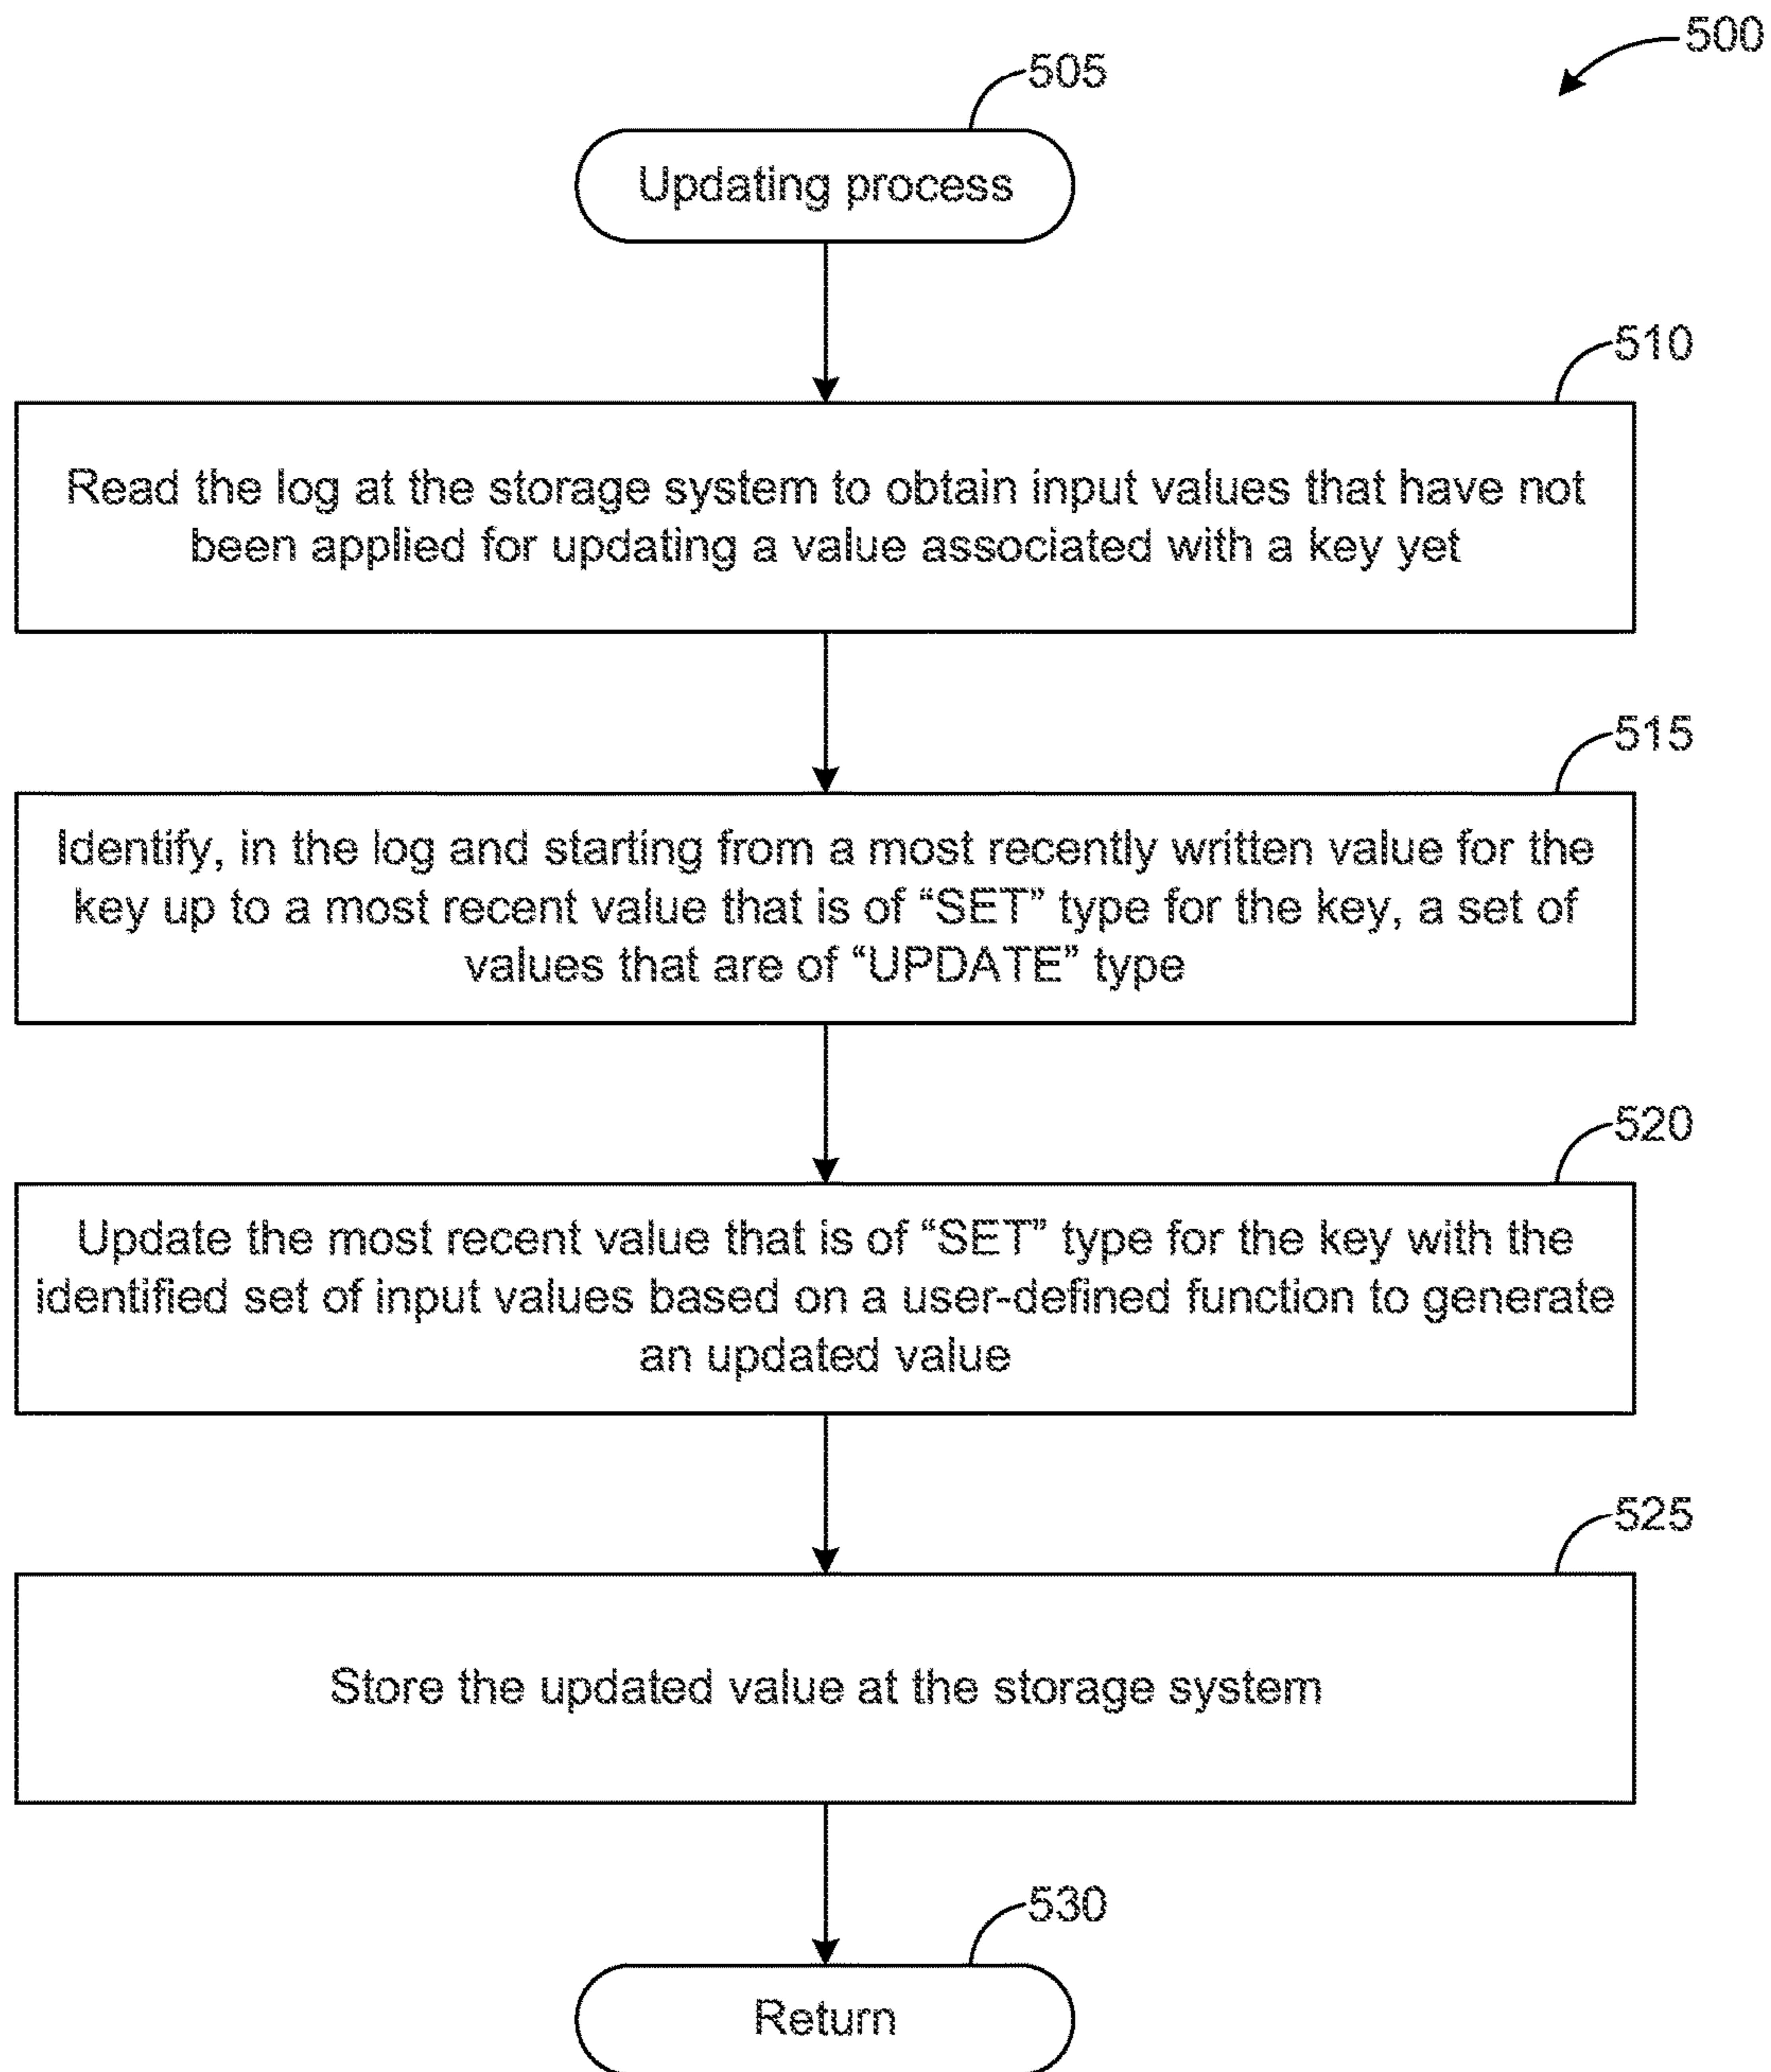 500
505
Updating process
510
Read the log at the storage system to obtain input values that have not
been applied for updating a value associated with a key yet
515
Identify, in the log and starting from a most recently written value for the
key up to a most recent value that is of “SET” type for the key, a set of
values that are of “UPDATE” type
520
Update the most recent value that is of “SET” type for the key with the
identified set of input values based on a user-defined function to generate
an updated value
525
Store the updated value at the storage system
530
Return